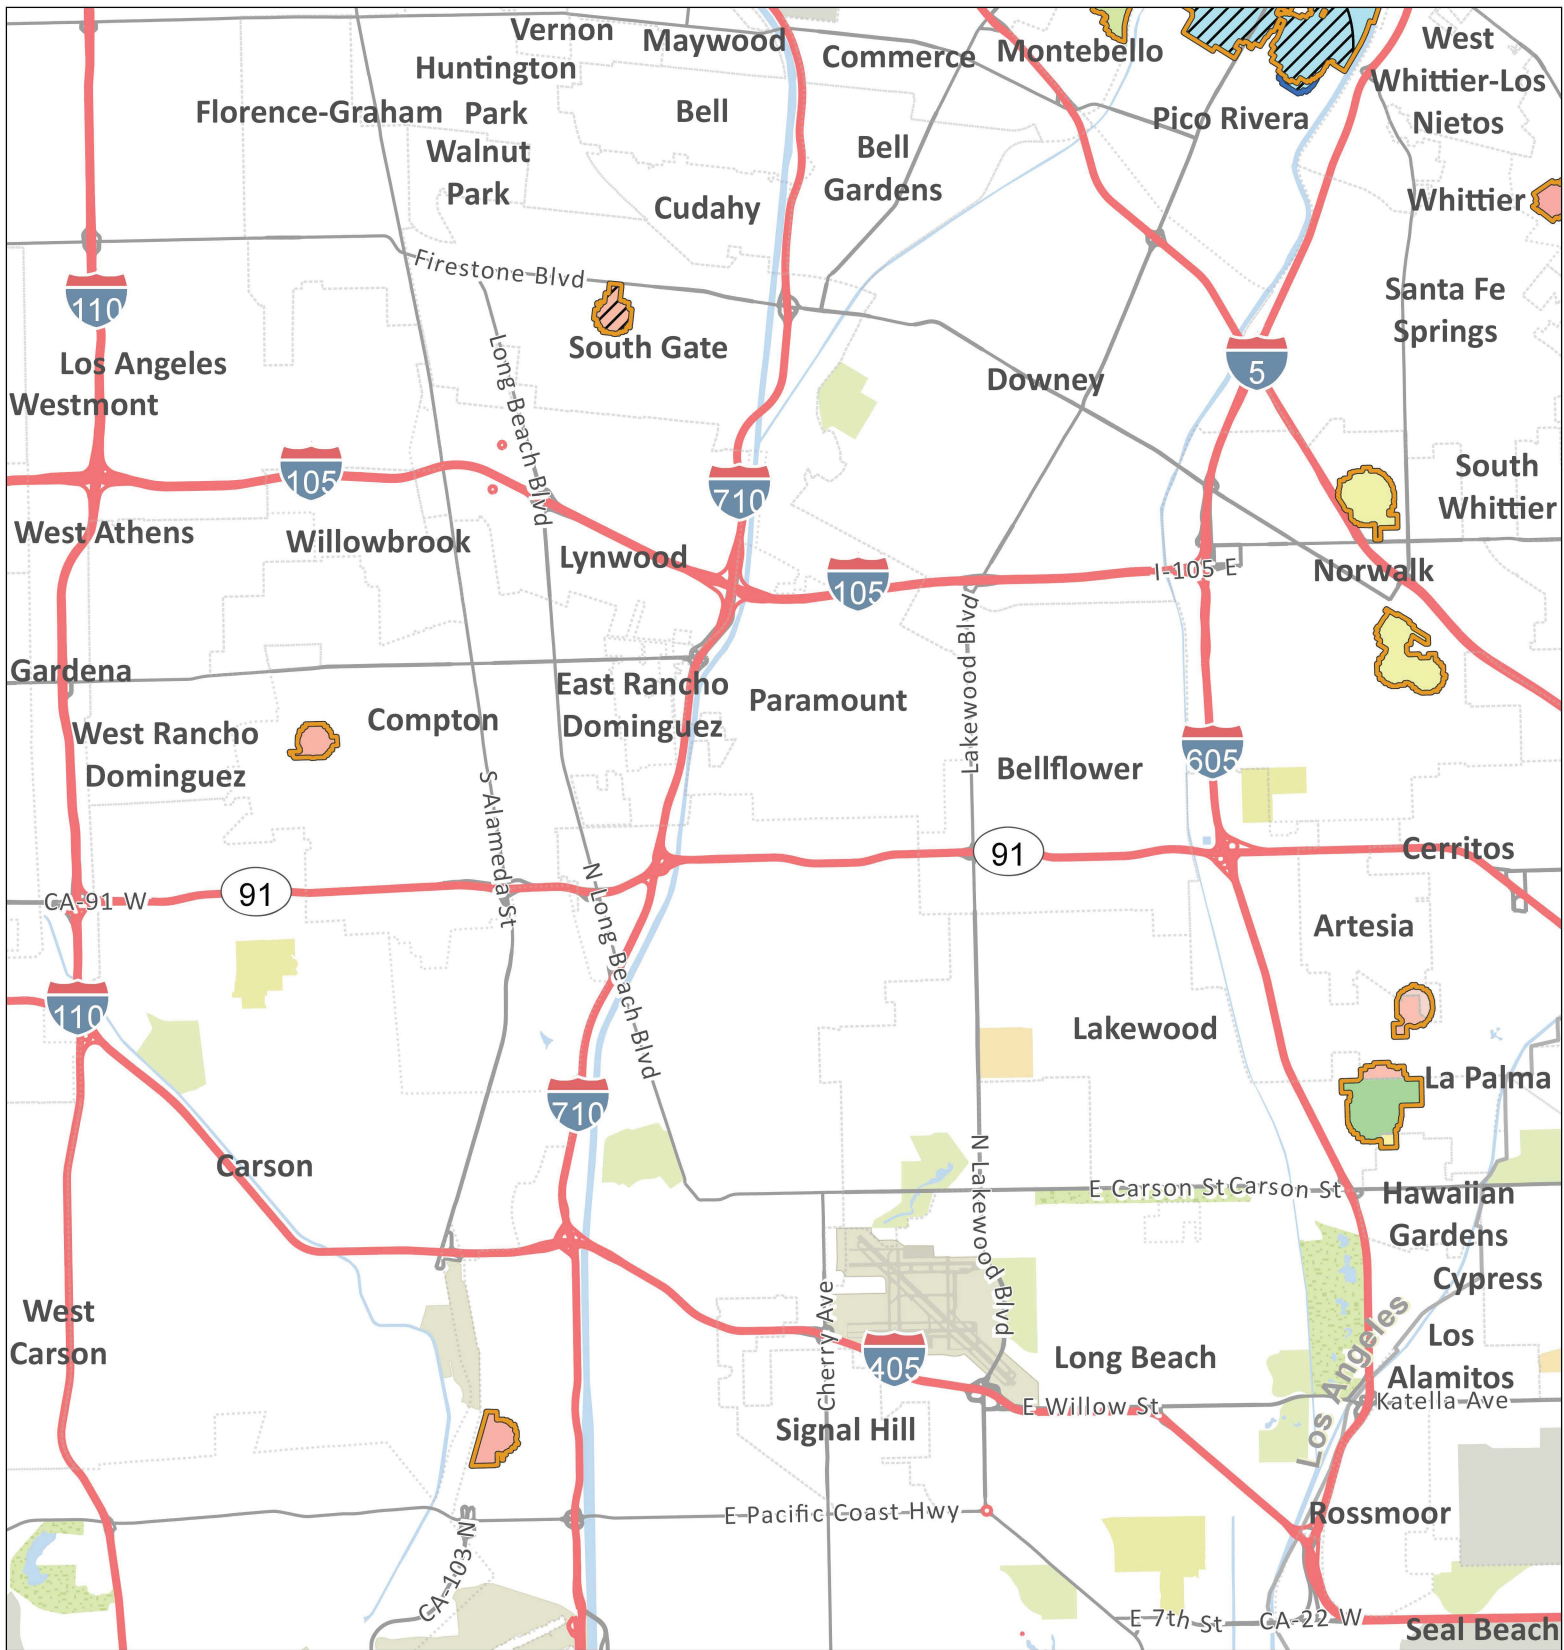 Vernon
Maywood
Commerce
Montebello
West
Whittier-Los
Nietos
Huntington
Park
Florence-Graham
Bell
Pico Rivera
Walnut
Park
Bell
Gardens
Cudahy
Whittier
Firestone Blvd
110
Santa Fe
Springs
South Gate
Los Angeles
Long Beach Blvd
5
Downey
Westmont
105
710
South
Whittier
West Athens
Willowbrook
Lynwood
105
I-105 E
Norwalk
Lakewood Blvd
Gardena
East Rancho
Dominguez
Paramount
West Rancho
Dominguez
Compton
S Alameda St
Bellflower
605
91
Cerritos
CA-91 W
91
N Long Beach Blvd
Artesia
110
Lakewood
La Palma
710
Carson
N Lakewood Blvd
E Carson St
Carson St
Hawaiian
Gardens
Cypress
West
Carson
Cherry Ave
405
Long Beach
Los Angeles
Los
Alamitos
E Willow St
Katella Ave
Signal Hill
E Pacific Coast Hwy
Rossmoor
CA-103 N
E 7th St
CA-22 W
Seal Beach